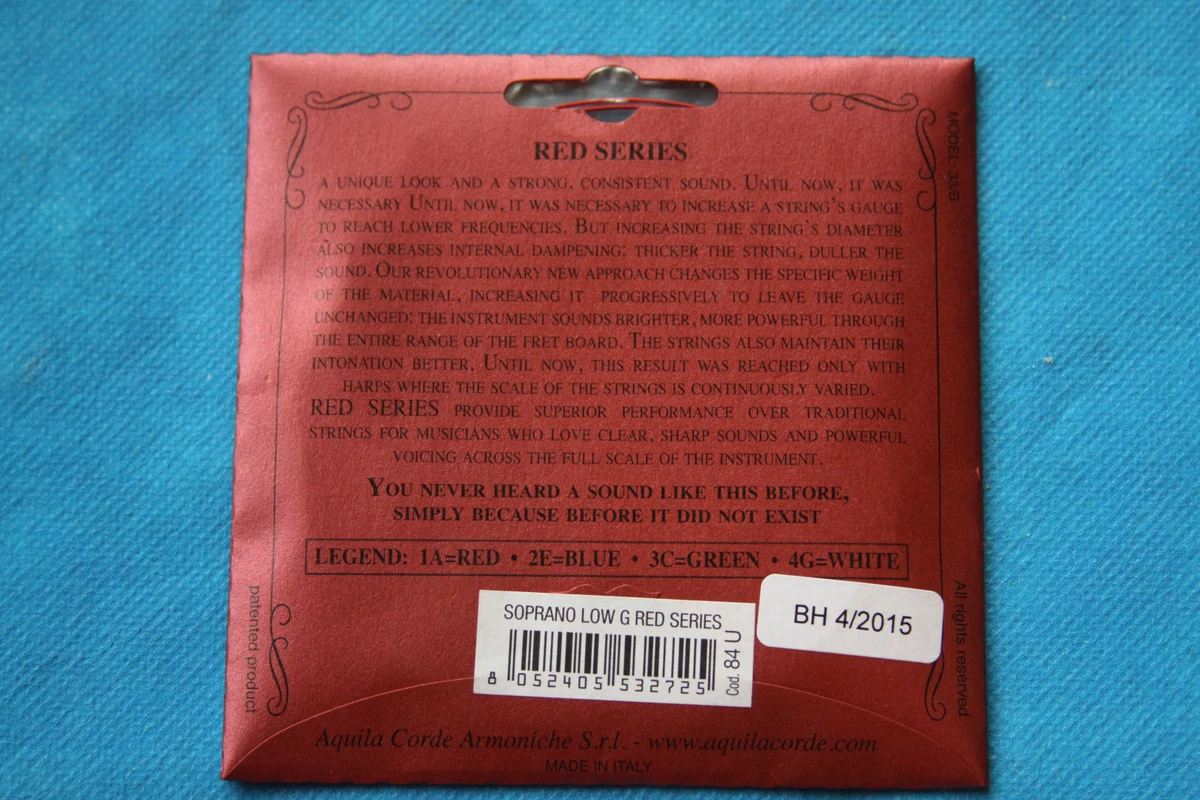 RED SERIES
A UNIQUE LOOK AND A STRONG, CONSISTENT SOUND. UNTIL NOW, IT WAS
NECESSARY UNTIL NOW, IT WAS NECESSARY TO INCREASE A STRING'S GAUGE
TO REACH LOWER FREQUENCIES. BUT INCREASING THE STRING'S DIAMETER
ALSO INCREASES INTERNAL DAMPENING: THICKER THE STRING, DULLER THE
SOUND. OUR REVOLUTIONARY NEW APPROACH CHANGES THE SPECIFIC WEIGHT
OF THE MATERIAL, INCREASING IT PROGRESSIVELY TO LEAVE THE GAUGE
UNCHANGED: THE INSTRUMENT SOUNDS BRIGHTER, MORE POWERFUL THROUGH
THE ENTIRE RANGE OF THE FRET BOARD. THE STRINGS ALSO MAINTAIN THEIR
INTONATION BETTER. UNTIL NOW, THIS RESULT WAS REACHED ONLY WITH
HARPS WHERE THE SCALE OF THE STRINGS IS CONTINUOUSLY VARIED.
RED SERIES PROVIDE SUPERIOR PERFORMANCE OVER TRADITIONAL
STRINGS FOR MUSICIANS WHO LOVE CLEAR, SHARP SOUNDS AND POWERFUL
VOICING ACROSS THE FULL SCALE OF THE INSTRUMENT.
YOU NEVER HEARD A SOUND LIKE THIS BEFORE,
SIMPLY BECAUSE BEFORE IT DID NOT EXIST
LEGEND: 1A=RED • 2E=BLUE • 3C=GREEN • 4G=WHITE
SOPRANO LOW G RED SERIES
8 052405 532725
Cod. 84 U
BH 4/2015
MODEL 33/8
patented product
All rights reserved
Aquila Corde Armoniche S.r.l. - www.aquilacorde.com
MADE IN ITALY